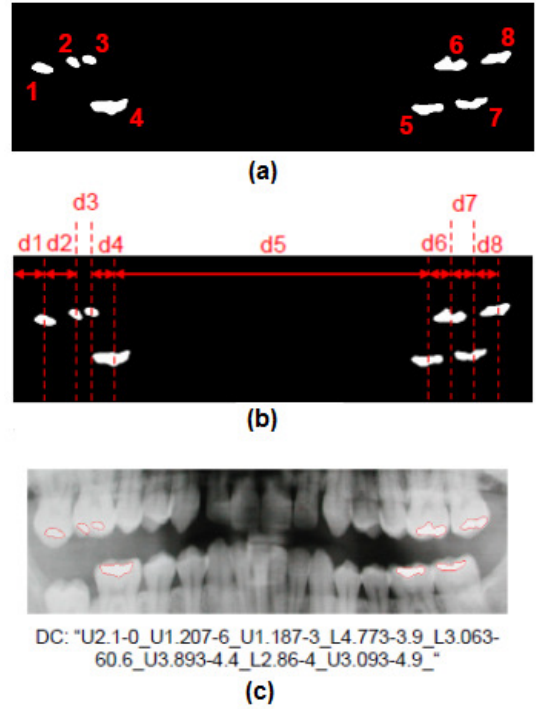 1
2
3
4
5
6
7
8
(a)
d1
d2
d3
d4
d5
d6
d7
d8
(b)
DC: "U2.1-0_U1.207-6_U1.187-3_L4.773-3.9_L3.063-
60.6_U3.893-4.4_L2.86-4_U3.093-4.9_"
(c)